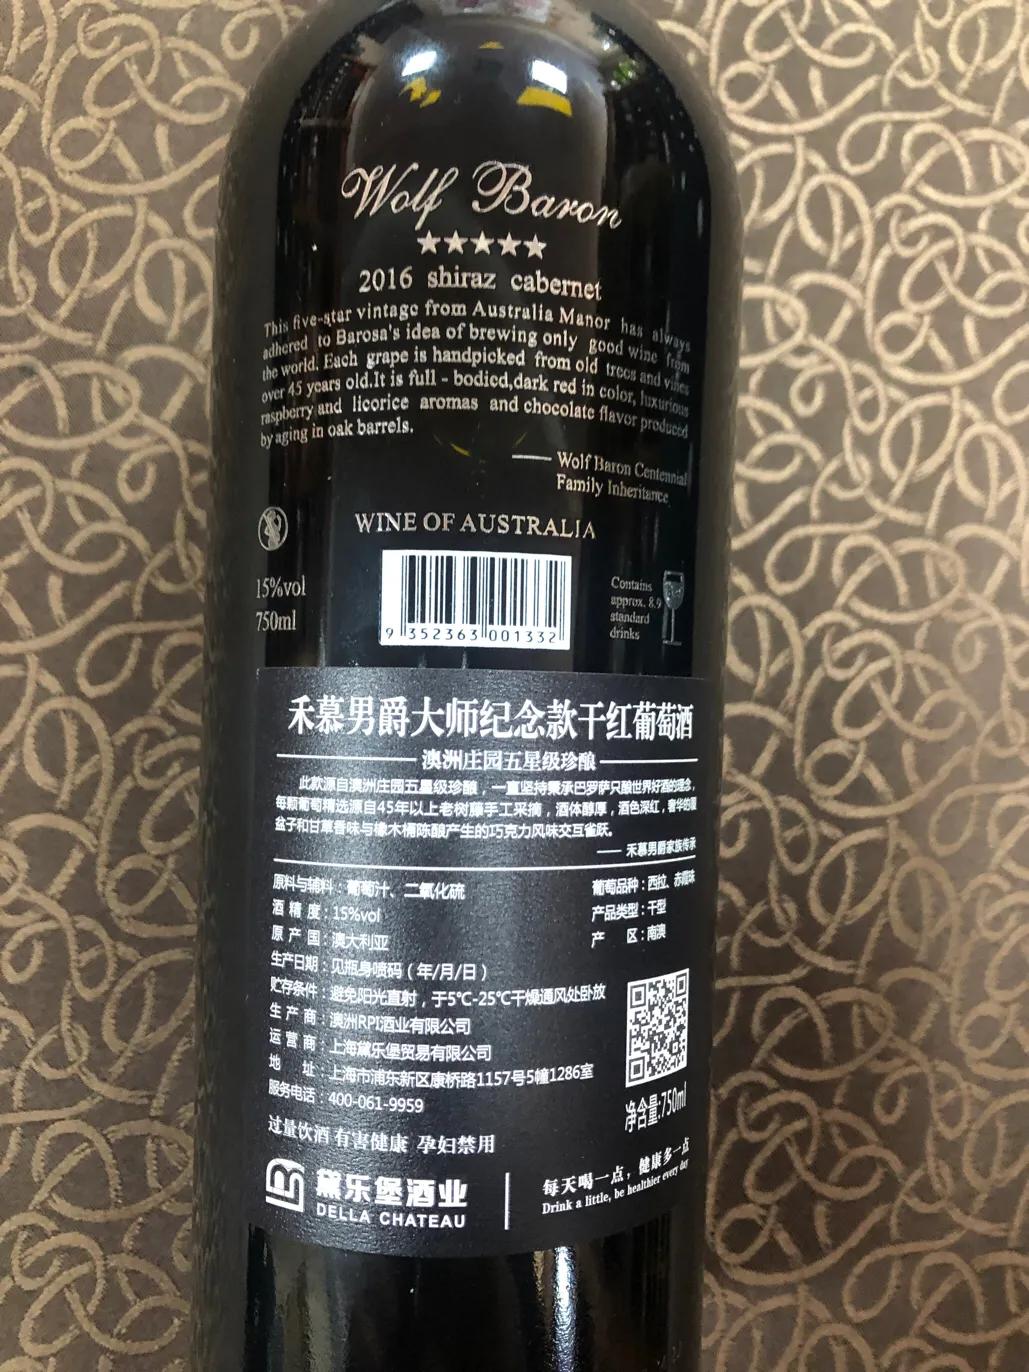 Wolf Baron
★★★★★
2016 shiraz cabernet
This five-star vintage from Australia Manor has always
adhered to Barosa's idea of brewing only good wine from
the world. Each grape is handpicked from old trees and vines
over 45 years old.It is full - bodied,dark red in color, luxurious
raspberry and licorice aromas and chocolate flavor produced
by aging in oak barrels.
—— Wolf Baron Centennial
Family Inheritance
WINE OF AUSTRALIA
15%vol
750ml
9 352363 001332
Contains
approx. 8.9
standard
drinks
禾慕男爵大师纪念款干红葡萄酒
澳洲庄园五星级珍酿
此款源自澳洲庄园五星级珍酿，一直坚持秉承巴罗萨只酿世界好酒的理念，
每颗葡萄精选源自45年以上老树藤手工采摘，酒体醇厚，酒色深红，奢华的覆
盆子和甘草香味与橡木桶陈酿产生的巧克力风味交互雀跃。
—— 禾慕男爵家族传承
原料与辅料：葡萄汁、二氧化硫
葡萄品种：西拉、赤霞珠
酒精度：15%vol
产品类型：干型
原产国：澳大利亚
产区：南澳
生产日期：见瓶身喷码（年/月/日）
贮存条件：避免阳光直射，于5℃-25℃干燥通风处卧放
生产商：澳洲RPI酒业有限公司
运营商：上海黛乐堡贸易有限公司
地址：上海市浦东新区康桥路1157号5幢1286室
服务电话：400-061-9959
净含量:750ml
过量饮酒 有害健康 孕妇禁用
黛乐堡酒业
DELLA CHATEAU
每天喝一点，健康多一点
Drink a little, be healthier every day